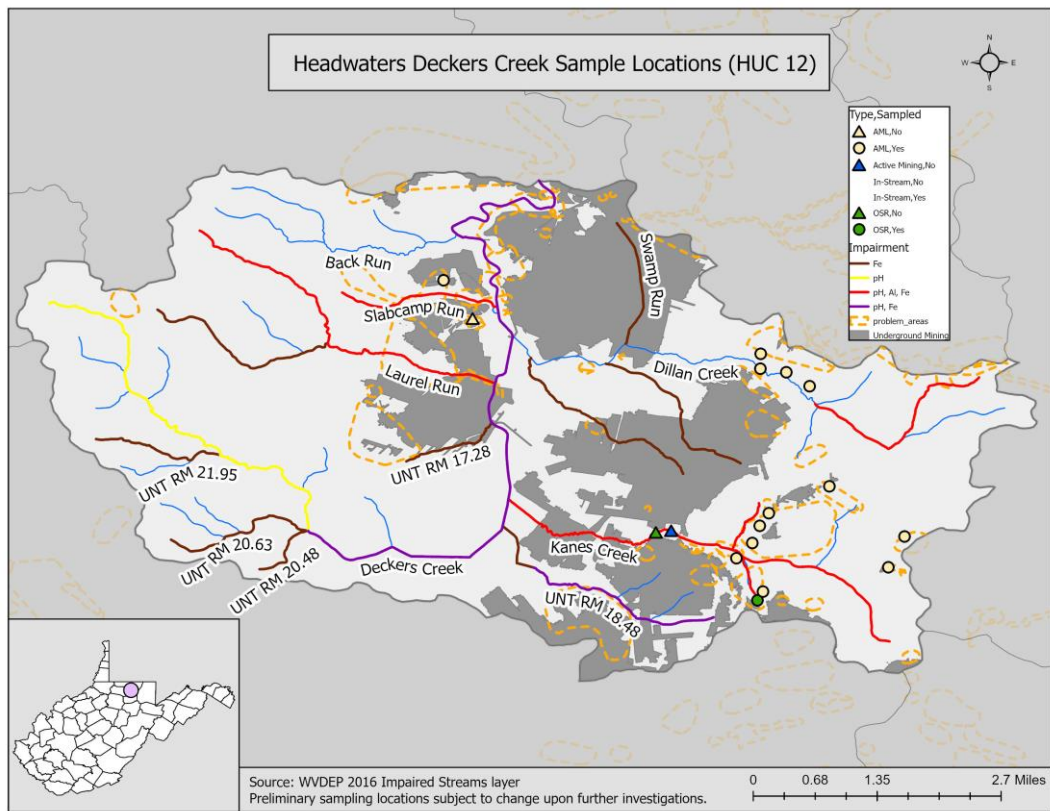 Headwaters Deckers Creek Sample Locations (HUC 12)
N
W
E
S
Type,Sampled
AML,No
AML,Yes
Active Mining,No
In-Stream,No
In-Stream,Yes
OSR,No
OSR,Yes
Impairment
Fe
pH
pH, Al, Fe
pH, Fe
problem_areas
Underground Mining
Back Run
Swamp Run
Slabcamp Run
Dillan Creek
Laurel Run
UNT RM 17.28
UNT RM 21.95
UNT RM 20.63
UNT RM 20.48
Deckers Creek
Kanes Creek
UNT RM 18.48
Source: WVDEP 2016 Impaired Streams layer
Preliminary sampling locations subject to change upon further investigations.
0 0.68 1.35 2.7 Miles